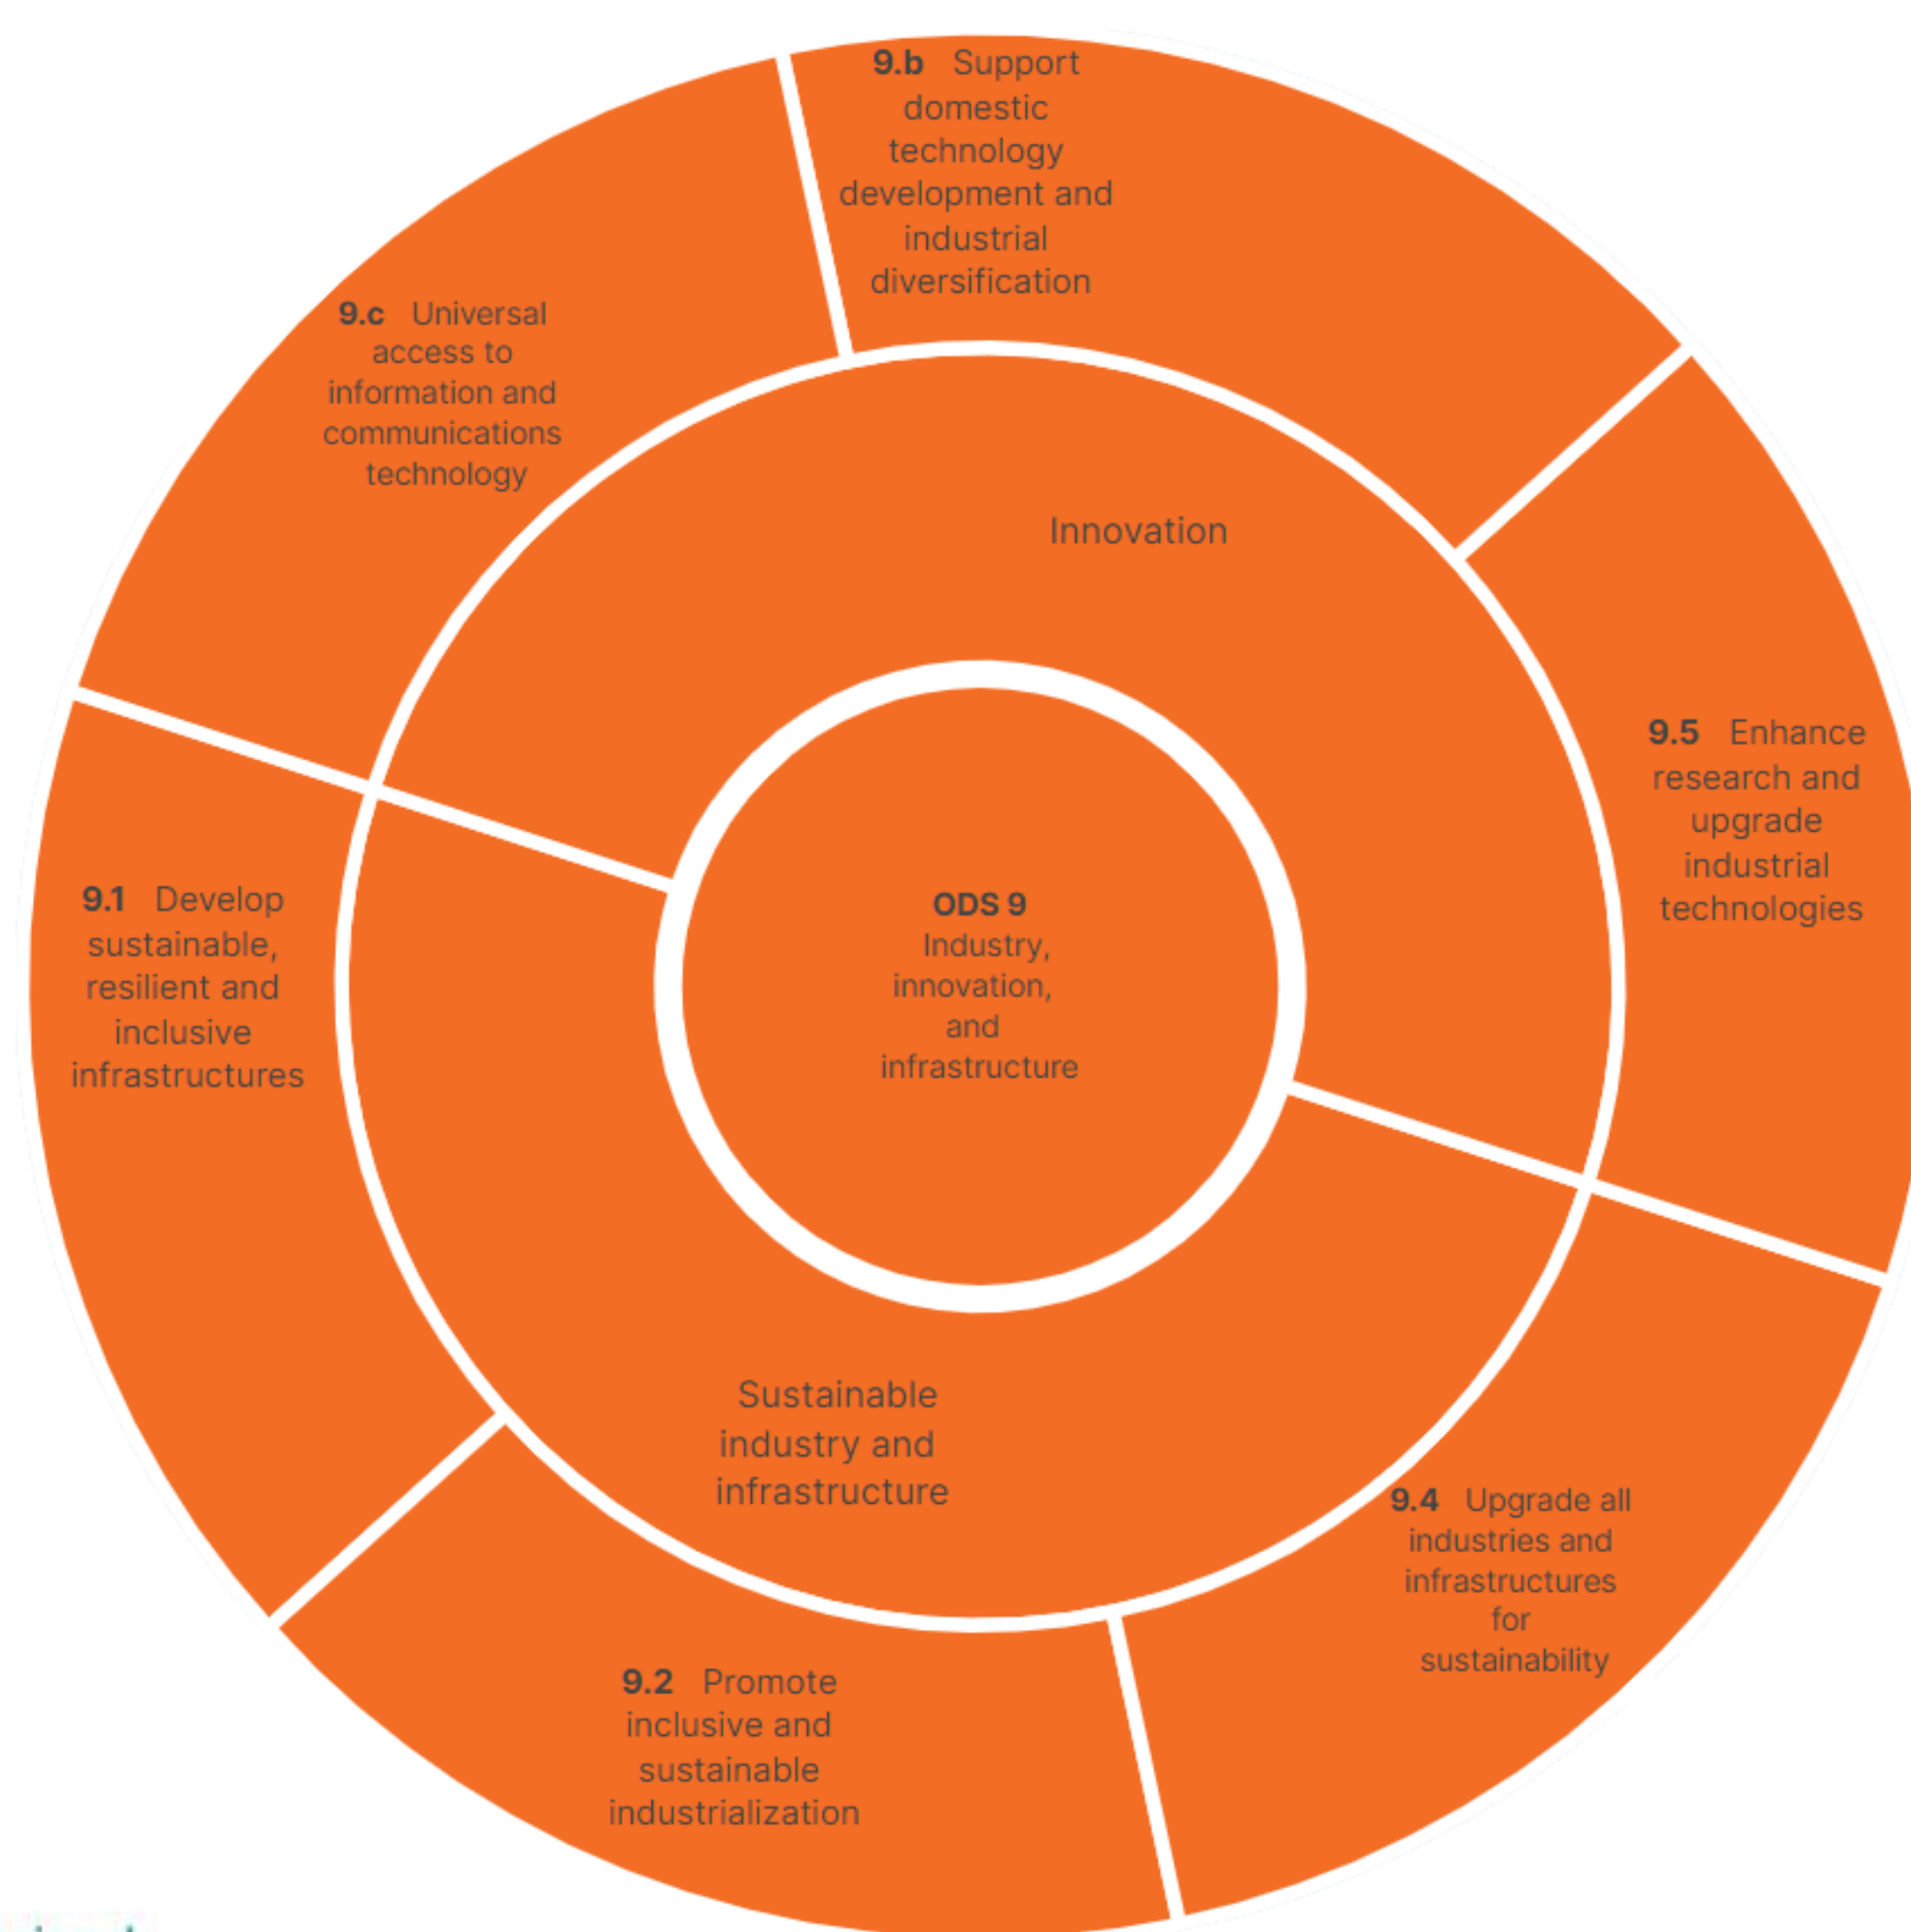 9.b Support
domestic
technology
development and
industrial
diversification
9.c Universal
access to
information and
communications
technology
Innovation
9.5 Enhance
research and
upgrade
industrial
technologies
9.1 Develop
sustainable,
resilient and
inclusive
infrastructures
ODS 9
Industry,
innovation,
and
infrastructure
Sustainable
industry and
infrastructure
9.4 Upgrade all
industries and
infrastructures
for
sustainability
9.2 Promote
inclusive and
sustainable
industrialization